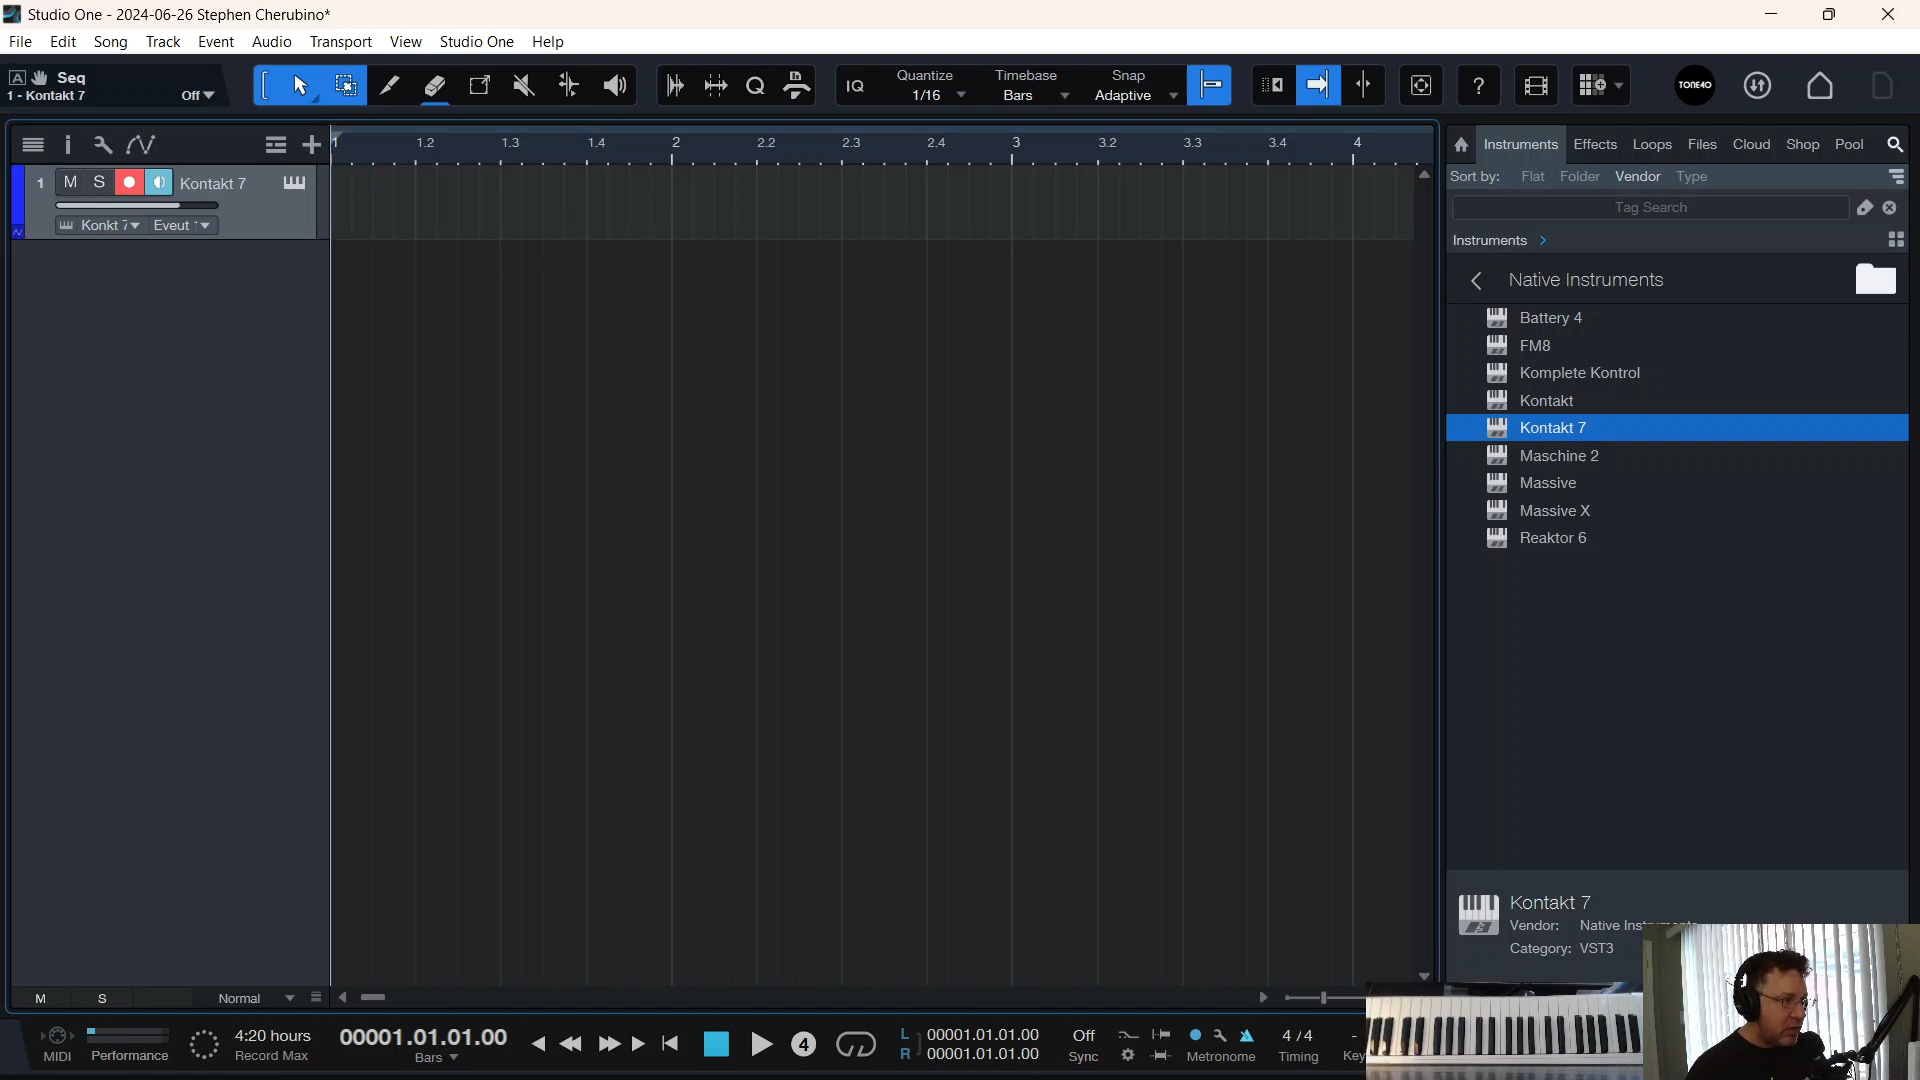 Studio One - 2024-06-26 Stephen Cherubino*
File Edit Song Track Event Audio Transport View Studio One Help
A Seq
1 - Kontakt 7 Off
Q IQ Quantize 1/16 Timebase Bars Snap Adaptive ? TONE40
1 1.2 1.3 1.4 2 2.2 2.3 2.4 3 3.2 3.3 3.4 4
1 M S Kontakt 7
Konkt 7 Eveut 1
Instruments Effects Loops Files Cloud Shop Pool
Sort by: Flat Folder Vendor Type
Tag Search
Instruments >
Native Instruments
Battery 4
FM8
Komplete Kontrol
Kontakt
Kontakt 7
Maschine 2
Massive
Massive X
Reaktor 6
Kontakt 7
Vendor: Native
Category: VST3
M S Normal
MIDI Performance
4:20 hours
Record Max
00001.01.01.00
Bars
4
L 00001.01.01.00
R 00001.01.01.00
Off
Sync
Metronome
4 / 4
Timing
-
Key